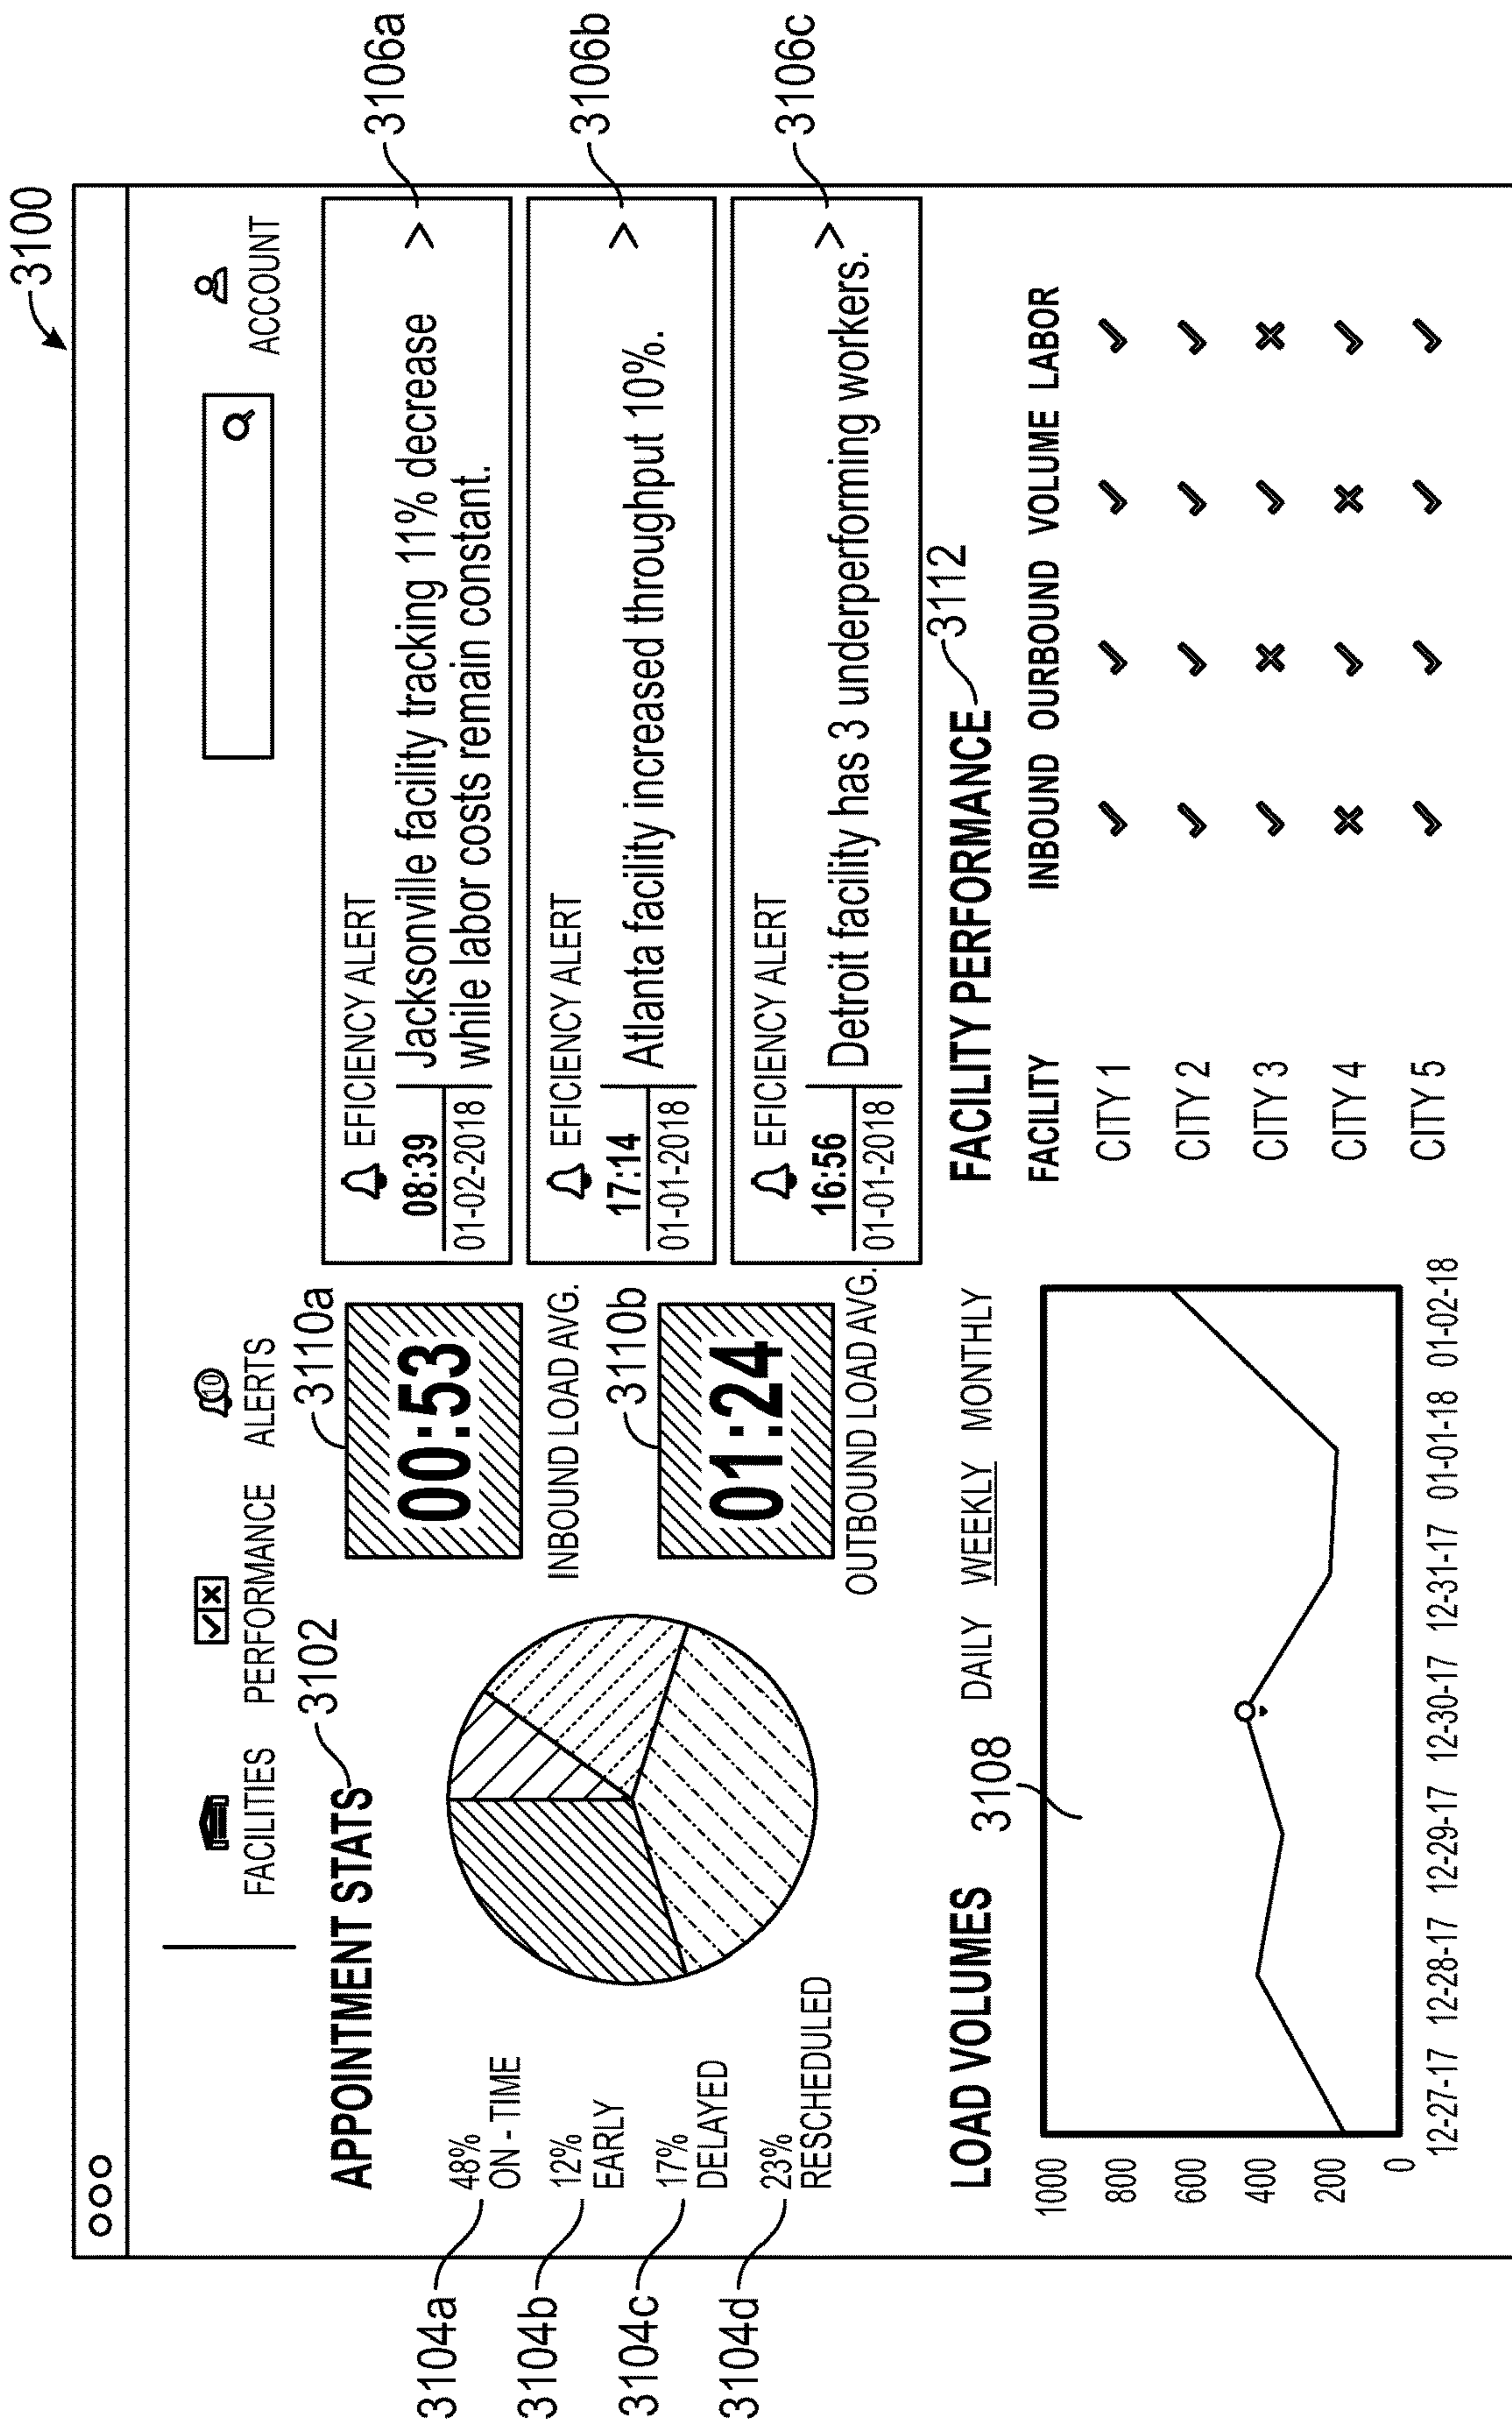 3100
FACILITIES
PERFORMANCE
10
ALERTS
ACCOUNT
APPOINTMENT STATS
3102
3104a
48%
ON - TIME
3104b
12%
EARLY
3104c
17%
DELAYED
3104d
23%
RESCHEDULED
3110a
00:53
INBOUND LOAD AVG.
3110b
01:24
OUTBOUND LOAD AVG.
EFICIENCY ALERT
08:39
01-02-2018
Jacksonville facility tracking 11% decrease
while labor costs remain constant.
>
3106a
EFICIENCY ALERT
17:14
01-01-2018
Atlanta facility increased throughput 10%.
>
3106b
EFICIENCY ALERT
16:56
01-01-2018
Detroit facility has 3 underperforming workers.
>
3106c
LOAD VOLUMES
3108
DAILY WEEKLY MONTHLY
1000
800
600
400
200
0
12-27-17 12-28-17 12-29-17 12-30-17 12-31-17 01-01-18 01-02-18
FACILITY PERFORMANCE
3112
FACILITY INBOUND OURBOUND VOLUME LABOR
CITY 1 ✓ ✓ ✓ ✓
CITY 2 ✓ ✓ ✓ ✓
CITY 3 ✓ × ✓ ×
CITY 4 × ✓ × ✓
CITY 5 ✓ ✓ ✓ ✓